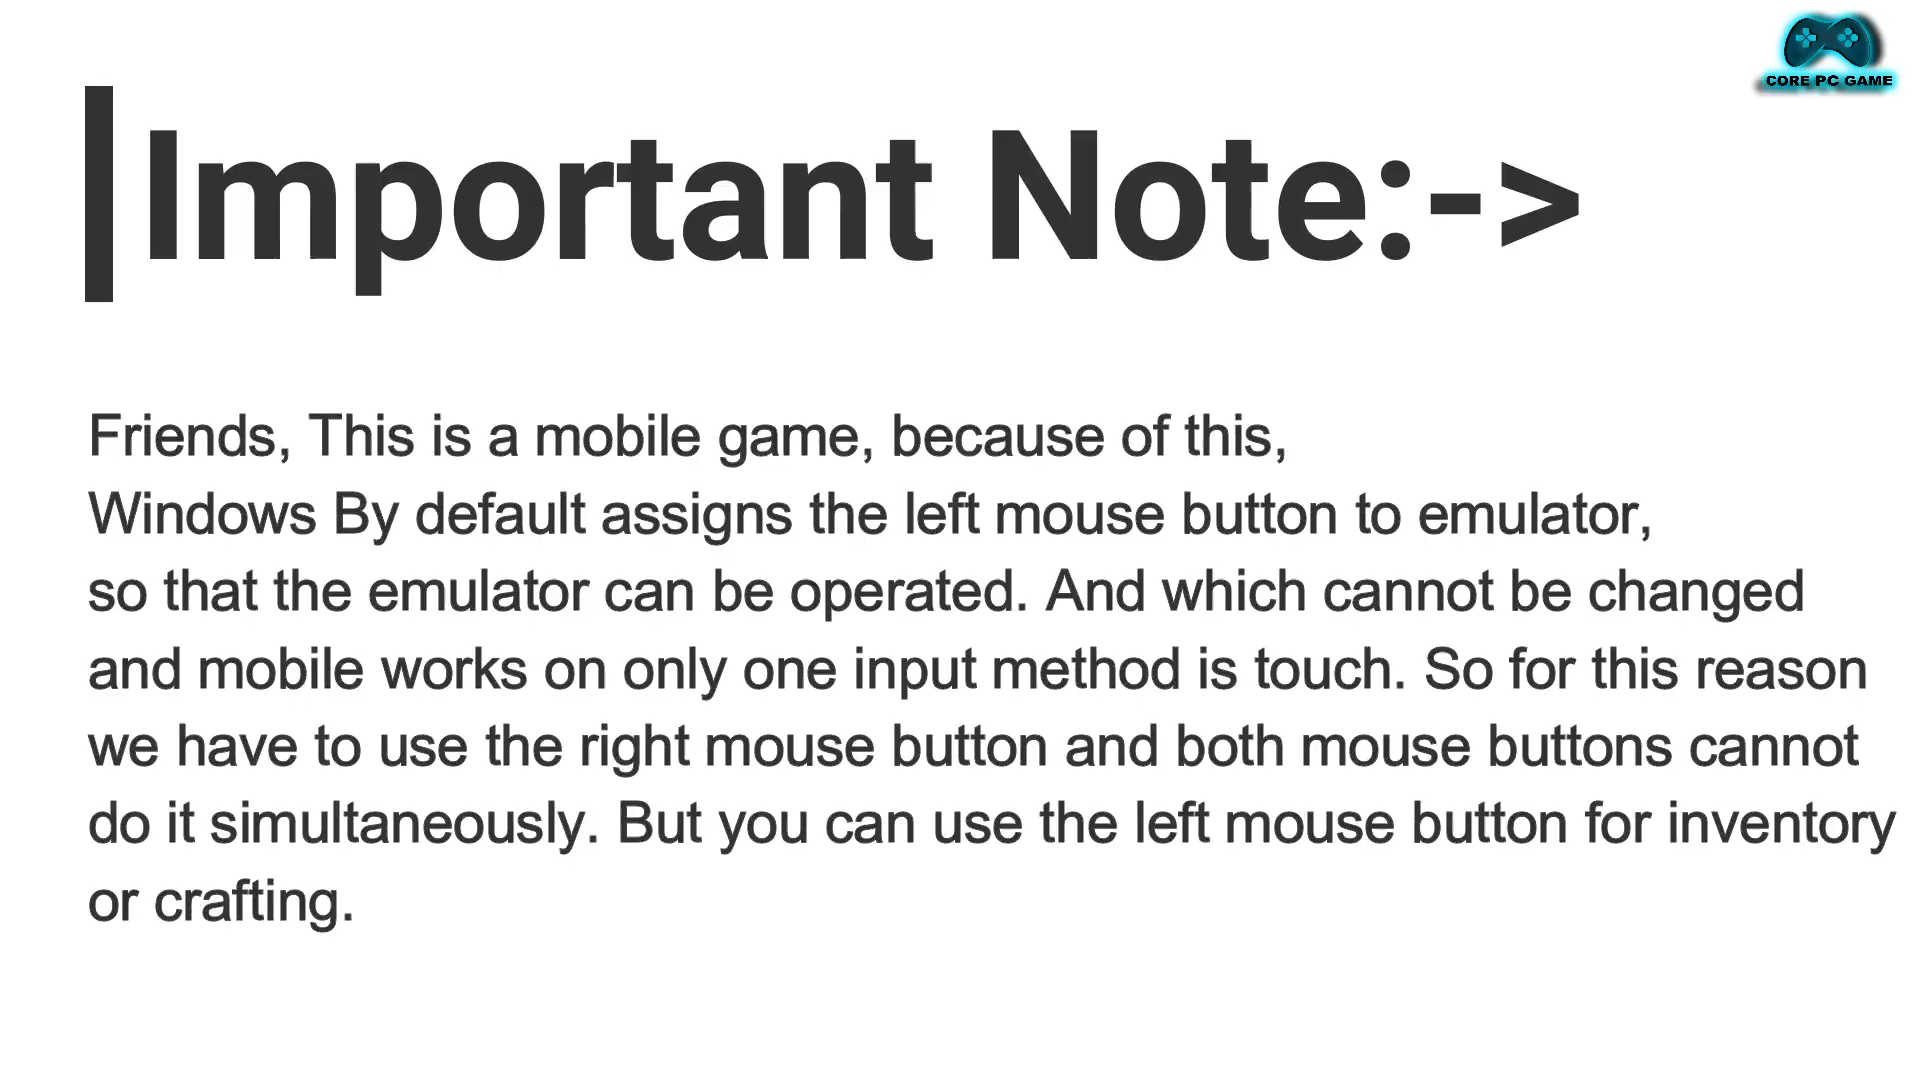 CORE PC GAME
Important Note:->
Friends, This is a mobile game, because of this,
Windows By default assigns the left mouse button to emulator,
so that the emulator can be operated. And which cannot be changed
and mobile works on only one input method is touch. So for this reason
we have to use the right mouse button and both mouse buttons cannot
do it simultaneously. But you can use the left mouse button for inventory
or crafting.